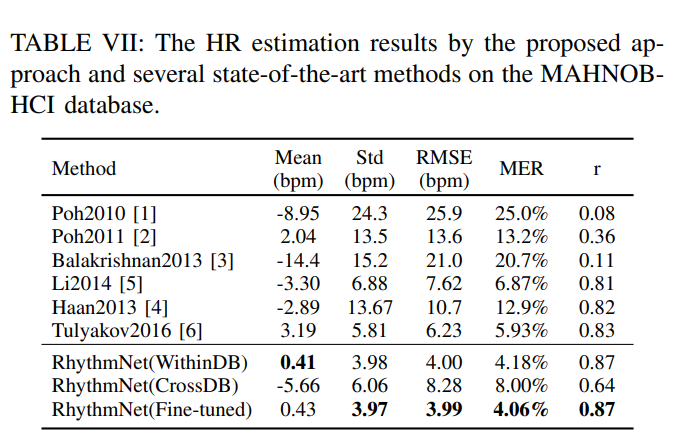 TABLE VII: The HR estimation results by the proposed ap-
proach and several state-of-the-art methods on the MAHNOB-
HCI database.
Method Mean (bpm) Std (bpm) RMSE (bpm) MER r
Poh2010 [1] -8.95 24.3 25.9 25.0% 0.08
Poh2011 [2] 2.04 13.5 13.6 13.2% 0.36
Balakrishnan2013 [3] -14.4 15.2 21.0 20.7% 0.11
Li2014 [5] -3.30 6.88 7.62 6.87% 0.81
Haan2013 [4] -2.89 13.67 10.7 12.9% 0.82
Tulyakov2016 [6] 3.19 5.81 6.23 5.93% 0.83
RhythmNet(WithinDB) 0.41 3.98 4.00 4.18% 0.87
RhythmNet(CrossDB) -5.66 6.06 8.28 8.00% 0.64
RhythmNet(Fine-tuned) 0.43 3.97 3.99 4.06% 0.87